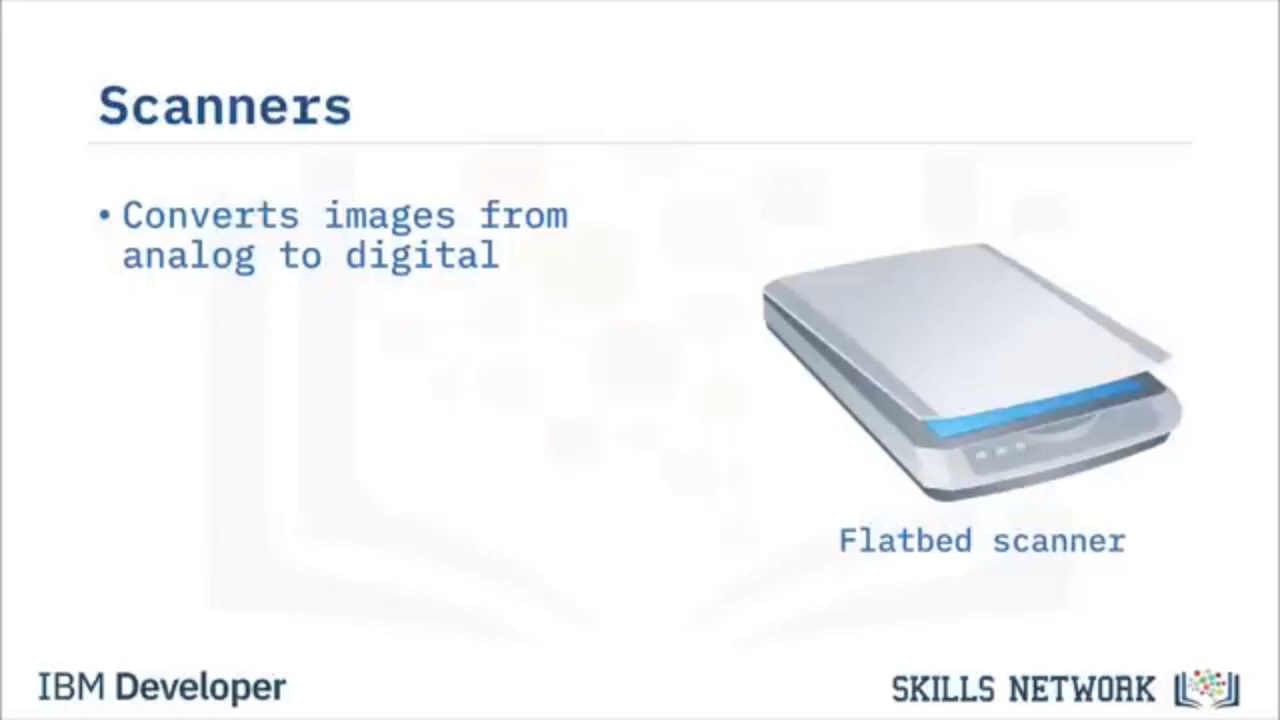 Scanners
• Converts images from
analog to digital
Flatbed scanner
IBM Developer
SKILLS NETWORK